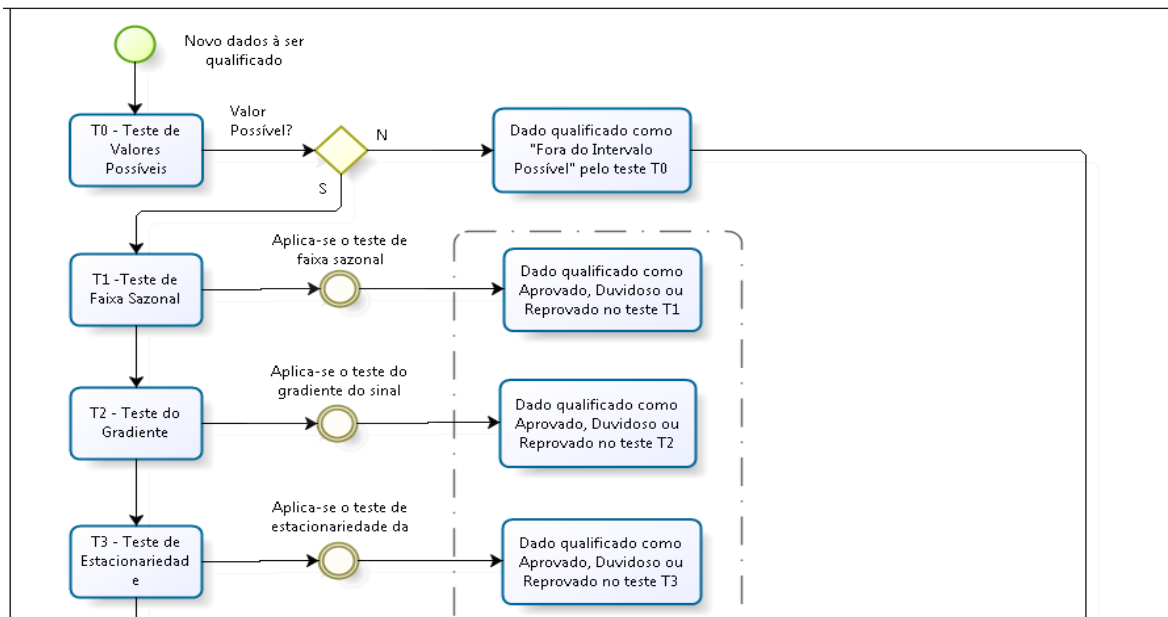 Novo dados à ser
qualificado
T0 - Teste de
Valores
Possíveis
Valor
Possível?
N
S
Dado qualificado como
"Fora do Intervalo
Possível" pelo teste T0
T1 -Teste de
Faixa Sazonal
Aplica-se o teste de
faixa sazonal
Dado qualificado como
Aprovado, Duvidoso ou
Reprovado no teste T1
T2 - Teste do
Gradiente
Aplica-se o teste do
gradiente do sinal
Dado qualificado como
Aprovado, Duvidoso ou
Reprovado no teste T2
T3 - Teste de
Estacionariedad
e
Aplica-se o teste de
estacionariedade da
Dado qualificado como
Aprovado, Duvidoso ou
Reprovado no teste T3